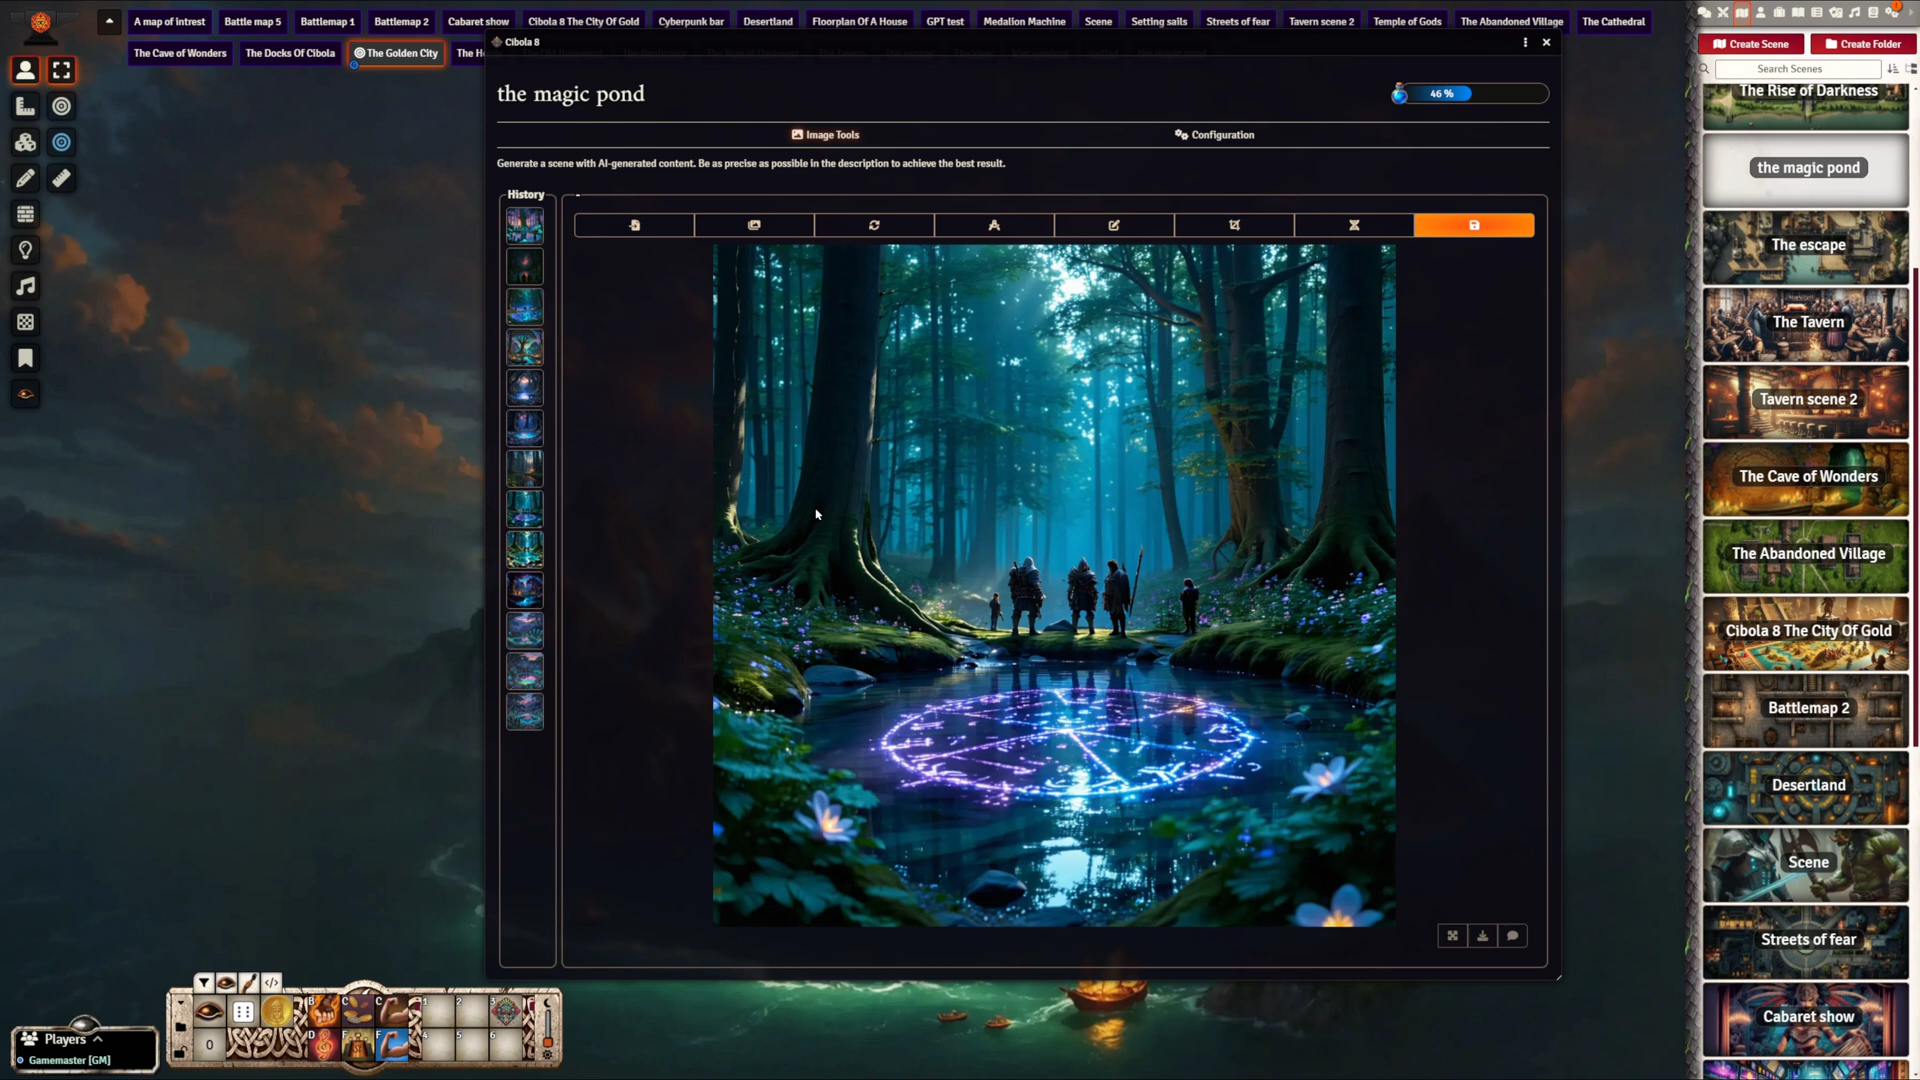 A map of intrest
Battle map 5
Battlemap 1
Battlemap 2
Cabaret show
Cibola 8 The City Of Gold
Cyberpunk bar
Desertland
Floorplan Of A House
GPT test
Medalion Machine
Scene
Setting sails
Streets of fear
Tavern scene 2
Temple of Gods
The Abandoned Village
The Cathedral
The Cave of Wonders
The Docks Of Cibola
The Golden City
G
Cibola 8
the magic pond
46 %
Image Tools
Configuration
Generate a scene with AI-generated content. Be as precise as possible in the description to achieve the best result.
History
Create Scene
Create Folder
Search Scenes
The Rise of Darkness
the magic pond
The escape
The Tavern
Tavern scene 2
The Cave of Wonders
The Abandoned Village
Cibola 8 The City Of Gold
Battlemap 2
Desertland
Scene
Streets of fear
Cabaret show
B
C
C
1
2
3
0
D
E
F
4
5
6
Players
Gamemaster [GM]